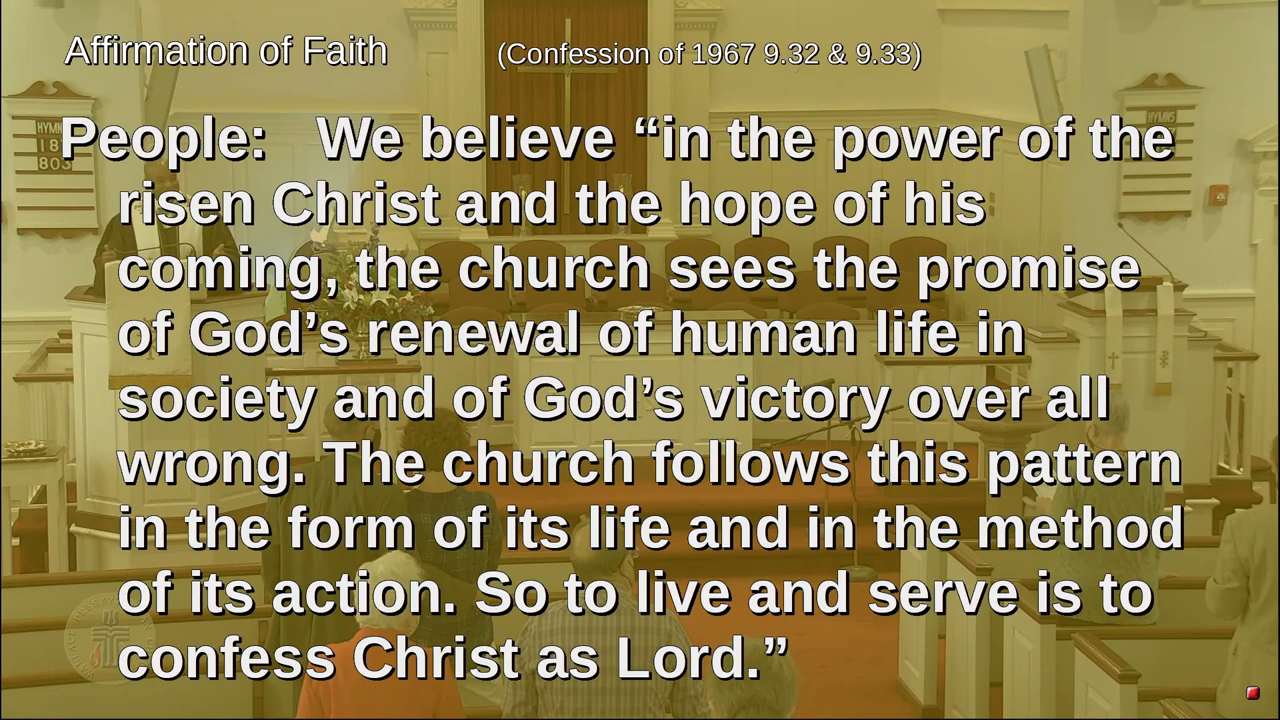 Affirmation of Faith (Confession of 1967 9.32 & 9.33)
People: We believe “in the power of the
risen Christ and the hope of his
coming, the church sees the promise
of God’s renewal of human life in
society and of God’s victory over all
wrong. The church follows this pattern
in the form of its life and in the method
of its action. So to live and serve is to
confess Christ as Lord.”
HYMNS
803
HYMNS